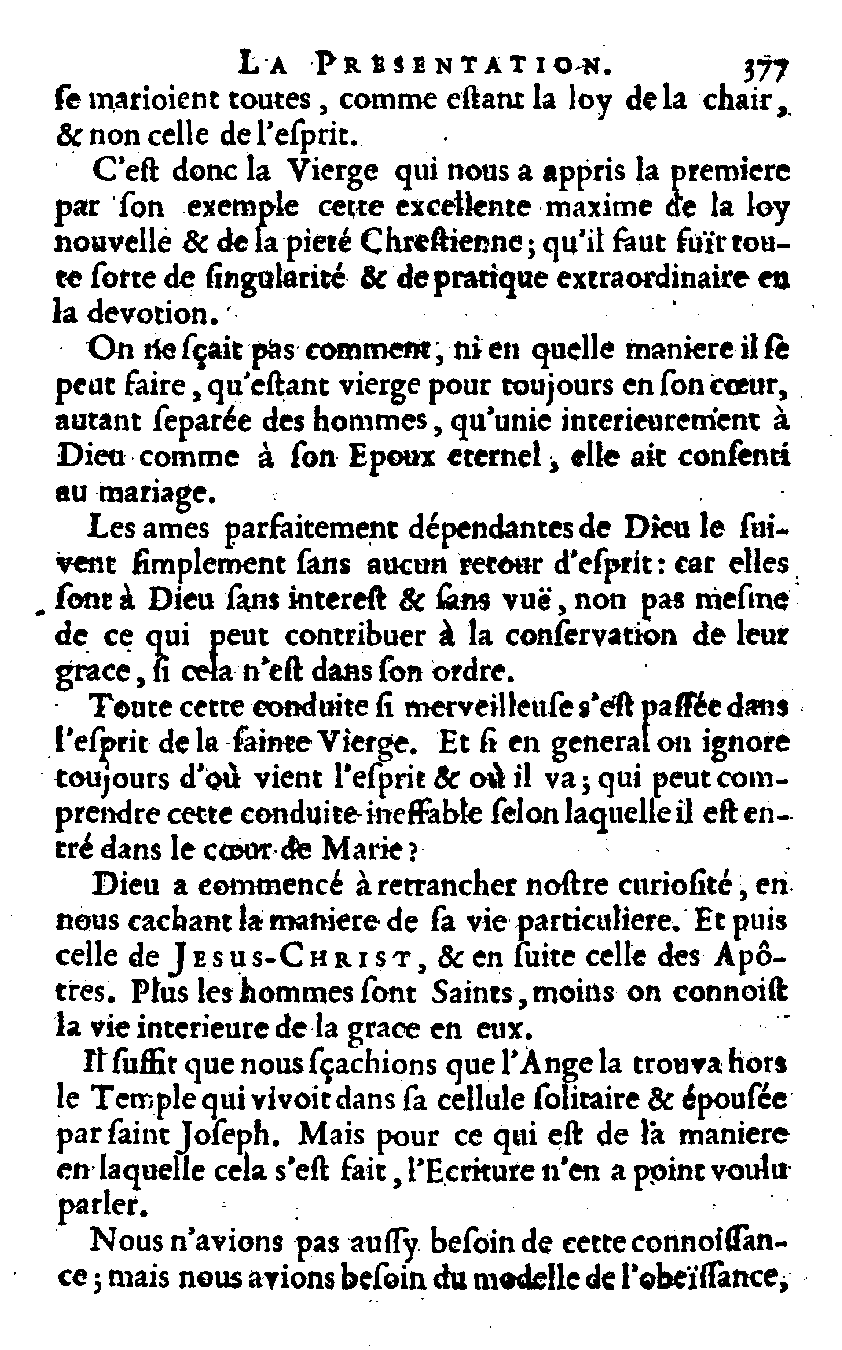 LA PRESENTATION. 377
ſe marioient toutes, comme eſtant la loy de la chair,
& non celle de l'eſprit.
C'eſt donc la Vierge qui nous a appris la premiere
par ſon exemple cette excellente maxime de la loy
nouvelle & de la pieté Chreſtienne; qu'il faut fuïr tou-
te ſorte de ſingularité & de pratique extraordinaire en
la devotion.
On ne ſçait pas comment, ni en quelle maniere il ſe
peut faire, qu'eſtant vierge pour toujours en ſon cœur,
autant ſeparée des hommes, qu'unie interieurement à
Dieu comme à ſon Epoux eternel, elle ait conſenti
au mariage.
Les ames parfaitement dépendantes de Dieu le ſui-
vent ſimplement ſans aucun retour d'eſprit: car elles
ſont à Dieu ſans intereſt & ſans vuë, non pas meſme
de ce qui peut contribuer à la conſervation de leur
grace, ſi cela n'eſt dans ſon ordre.
Toute cette conduite ſi merveilleuſe s'eſt paſſée dans
l'eſprit de la ſainte Vierge. Et ſi en general on ignore
toujours d'où vient l'eſprit & où il va; qui peut com-
prendre cette conduite ineffable ſelon laquelle il eſt en-
tré dans le cœur de Marie?
Dieu a commencé à retrancher noſtre curioſité, en
nous cachant la maniere de ſa vie particuliere. Et puis
celle de JESUS-CHRIST, & en ſuite celle des Apô-
tres. Plus les hommes ſont Saints, moins on connoiſt
la vie interieure de la grace en eux.
Il ſuffit que nous ſçachions que l'Ange la trouva hors
le Temple qui vivoit dans ſa cellule ſolitaire & épouſée
par ſaint Joſeph. Mais pour ce qui eſt de la maniere
en laquelle cela s'eſt fait, l'Ecriture n'en a point voulu
parler.
Nous n'avions pas auſſy beſoin de cette connoiſſan-
ce; mais nous avions beſoin du modelle de l'obeïſſance,